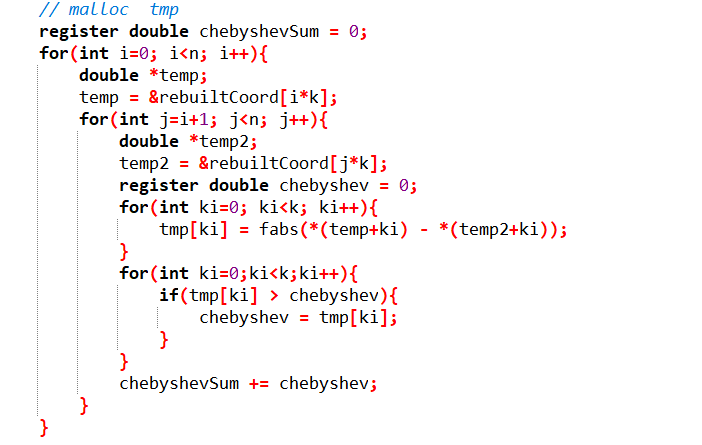 // malloc  tmp
register double chebyshevSum = 0;
for(int i=0; i<n; i++){
    double *temp;
    temp = &rebuiltCoord[i*k];
    for(int j=i+1; j<n; j++){
        double *temp2;
        temp2 = &rebuiltCoord[j*k];
        register double chebyshev = 0;
        for(int ki=0; ki<k; ki++){
            tmp[ki] = fabs(*(temp+ki) - *(temp2+ki));
        }
        for(int ki=0;ki<k;ki++){
            if(tmp[ki] > chebyshev){
                chebyshev = tmp[ki];
            }
        }
        chebyshevSum += chebyshev;
    }
}